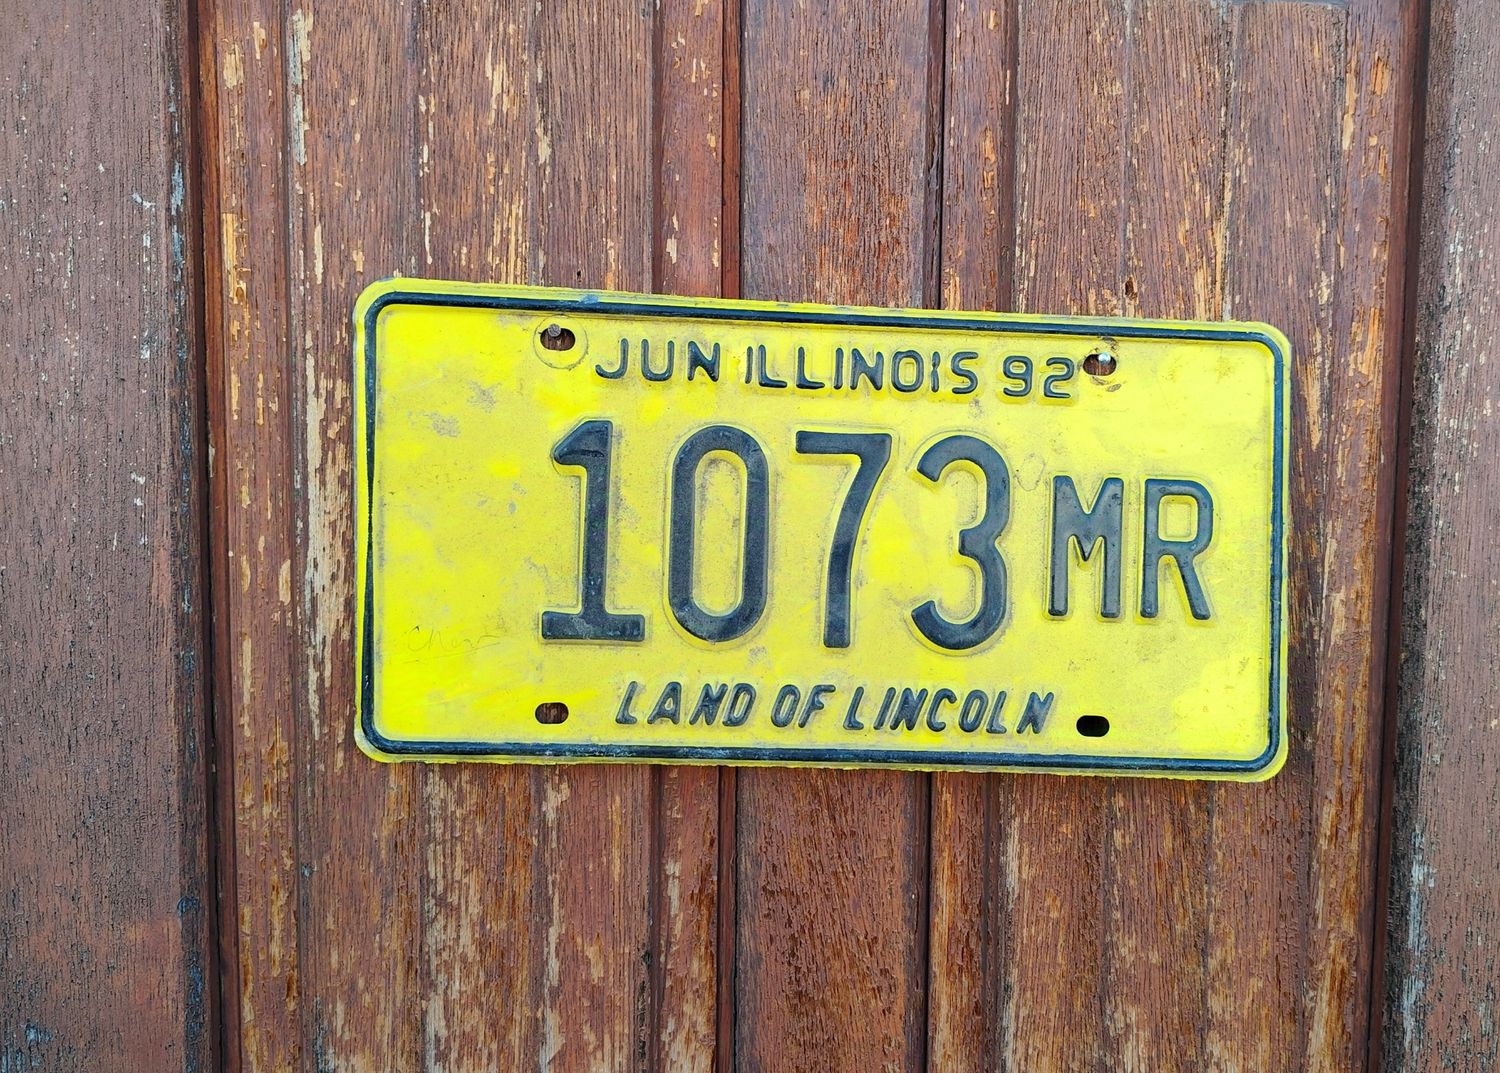 JUN ILLINOIS 92
1073 MR
LAND OF LINCOLN